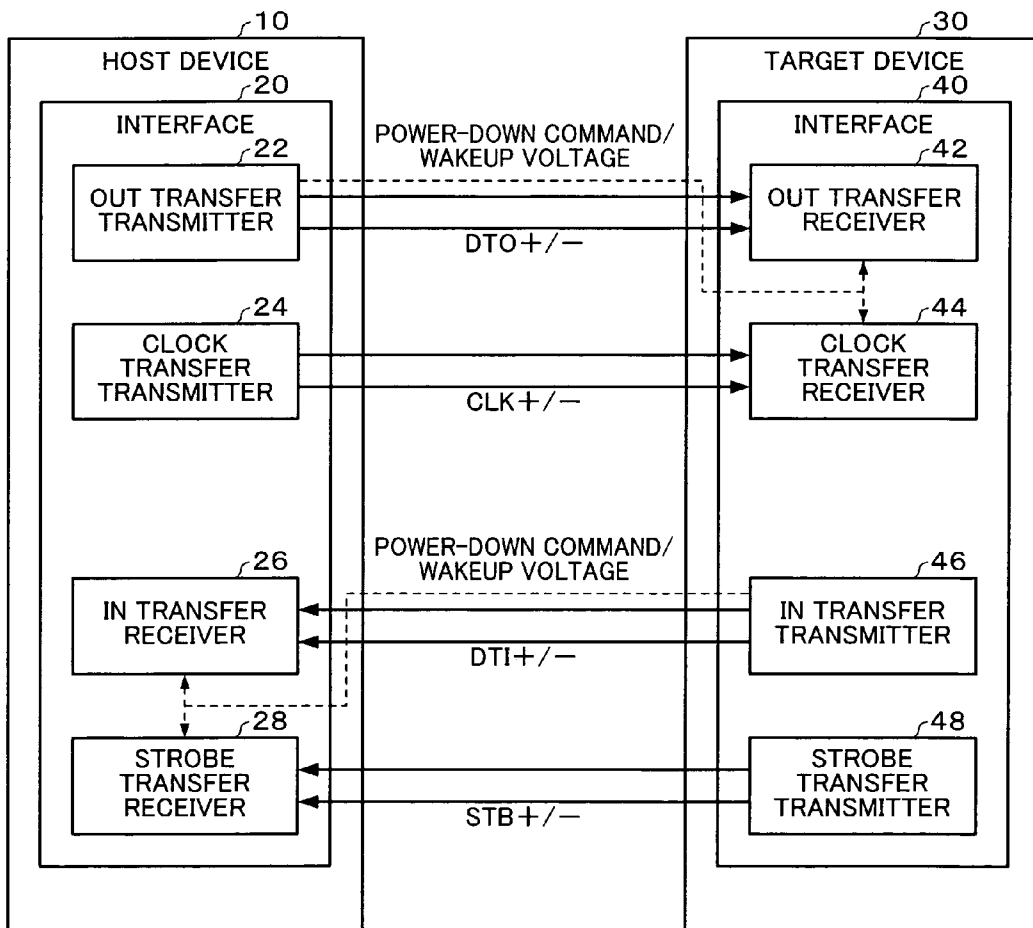 10
HOST DEVICE
20
INTERFACE
22
OUT TRANSFER
TRANSMITTER
24
CLOCK
TRANSFER
TRANSMITTER
26
IN TRANSFER
RECEIVER
28
STROBE
TRANSFER
RECEIVER
POWER-DOWN COMMAND/
WAKEUP VOLTAGE
DTO+/−
CLK+/−
POWER-DOWN COMMAND/
WAKEUP VOLTAGE
DTI+/−
STB+/−
30
TARGET DEVICE
40
INTERFACE
42
OUT TRANSFER
RECEIVER
44
CLOCK
TRANSFER
RECEIVER
46
IN TRANSFER
TRANSMITTER
48
STROBE
TRANSFER
TRANSMITTER